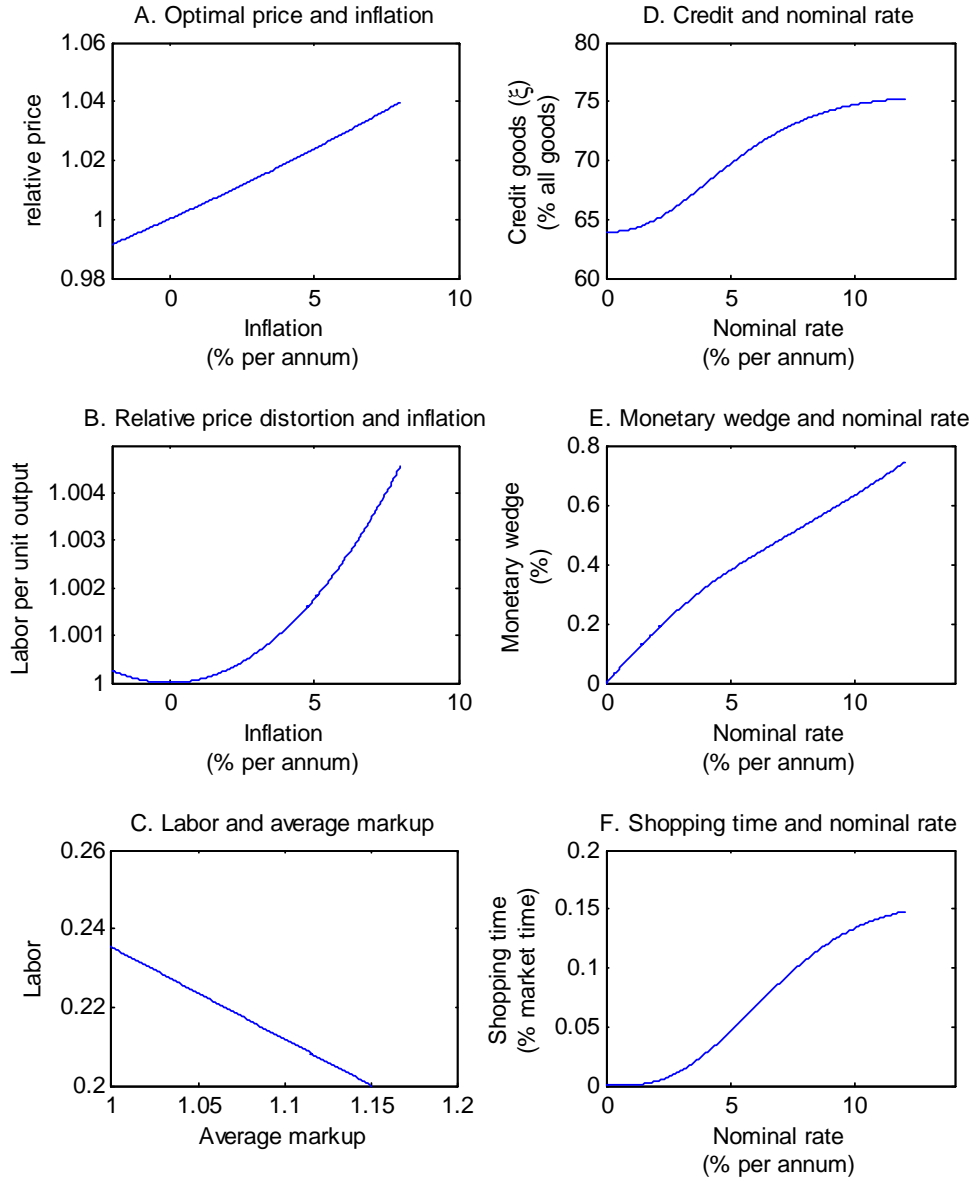 A. Optimal price and inflation
1.06
1.04
1.02
1
0.98
relative price
0
5
10
Inflation
(% per annum)
D. Credit and nominal rate
80
75
70
65
60
Credit goods (ξ)
(% all goods)
0
5
10
Nominal rate
(% per annum)
B. Relative price distortion and inflation
1.004
1.003
1.002
1.001
1
Labor per unit output
0
5
10
Inflation
(% per annum)
E. Monetary wedge and nominal rate
0.8
0.6
0.4
0.2
0
Monetary wedge
(%)
0
5
10
Nominal rate
(% per annum)
C. Labor and average markup
0.26
0.24
0.22
0.2
Labor
1
1.05
1.1
1.15
1.2
Average markup
F. Shopping time and nominal rate
0.2
0.15
0.1
0.05
0
Shopping time
(% market time)
0
5
10
Nominal rate
(% per annum)